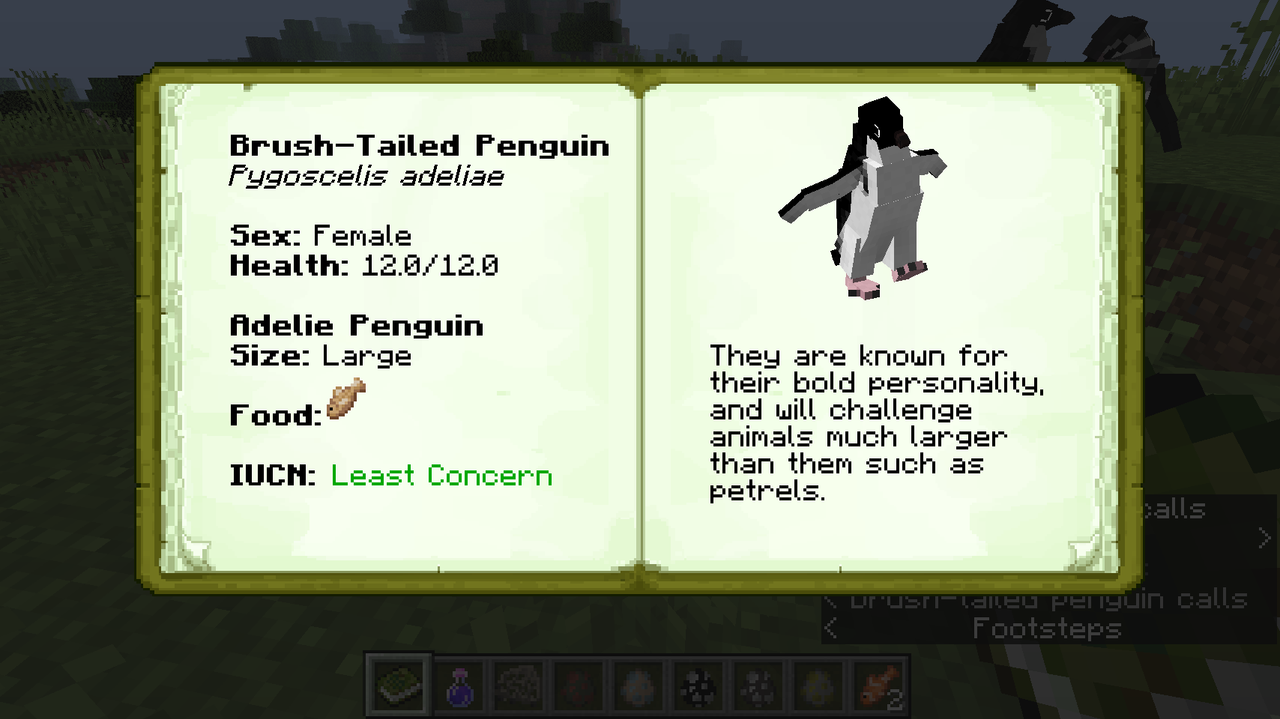 Brush-Tailed Penguin
Pygoscelis adeliae
Sex: Female
Health: 12.0/12.0
Adelie Penguin
Size: Large
Food:
IUCN: Least Concern
They are known for
their bold personality,
and will challenge
animals much larger
than them such as
petrels.
calls
>
< Brush-tailed penguin calls
< Footsteps
2